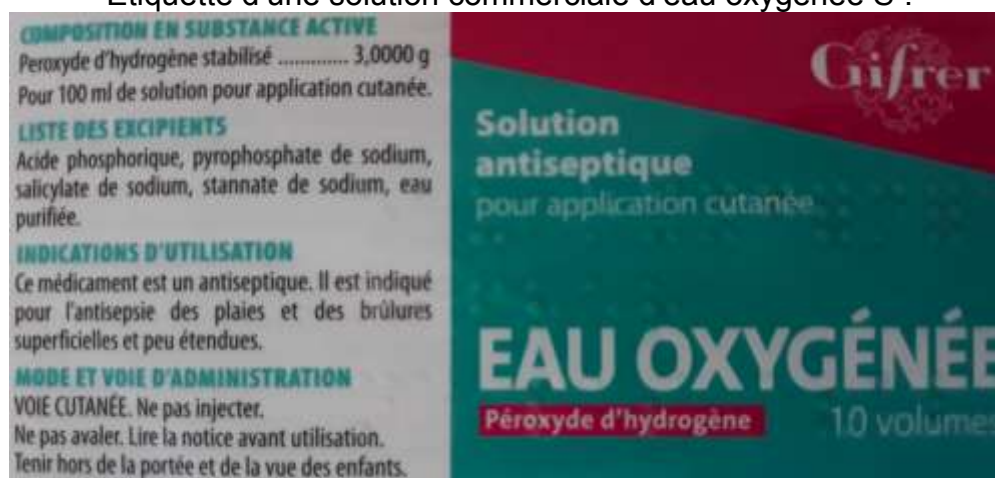 Étiquette d'une solution commerciale d'eau oxygénée S :
COMPOSITION EN SUBSTANCE ACTIVE
Peroxyde d'hydrogène stabilisé .............. 3,0000 g
Pour 100 ml de solution pour application cutanée.
LISTE DES EXCIPIENTS
Acide phosphorique, pyrophosphate de sodium,
salicylate de sodium, stannate de sodium, eau
purifiée.
INDICATIONS D'UTILISATION
Ce médicament est un antiseptique. Il est indiqué
pour l'antisepsie des plaies et des brûlures
superficielles et peu étendues.
MODE ET VOIE D'ADMINISTRATION
VOIE CUTANÉE. Ne pas injecter.
Ne pas avaler. Lire la notice avant utilisation.
Tenir hors de la portée et de la vue des enfants.
Gifrer
Solution
antiseptique
pour application cutanée
EAU OXYGÉNÉE
Péroxyde d'hydrogène
10 volumes